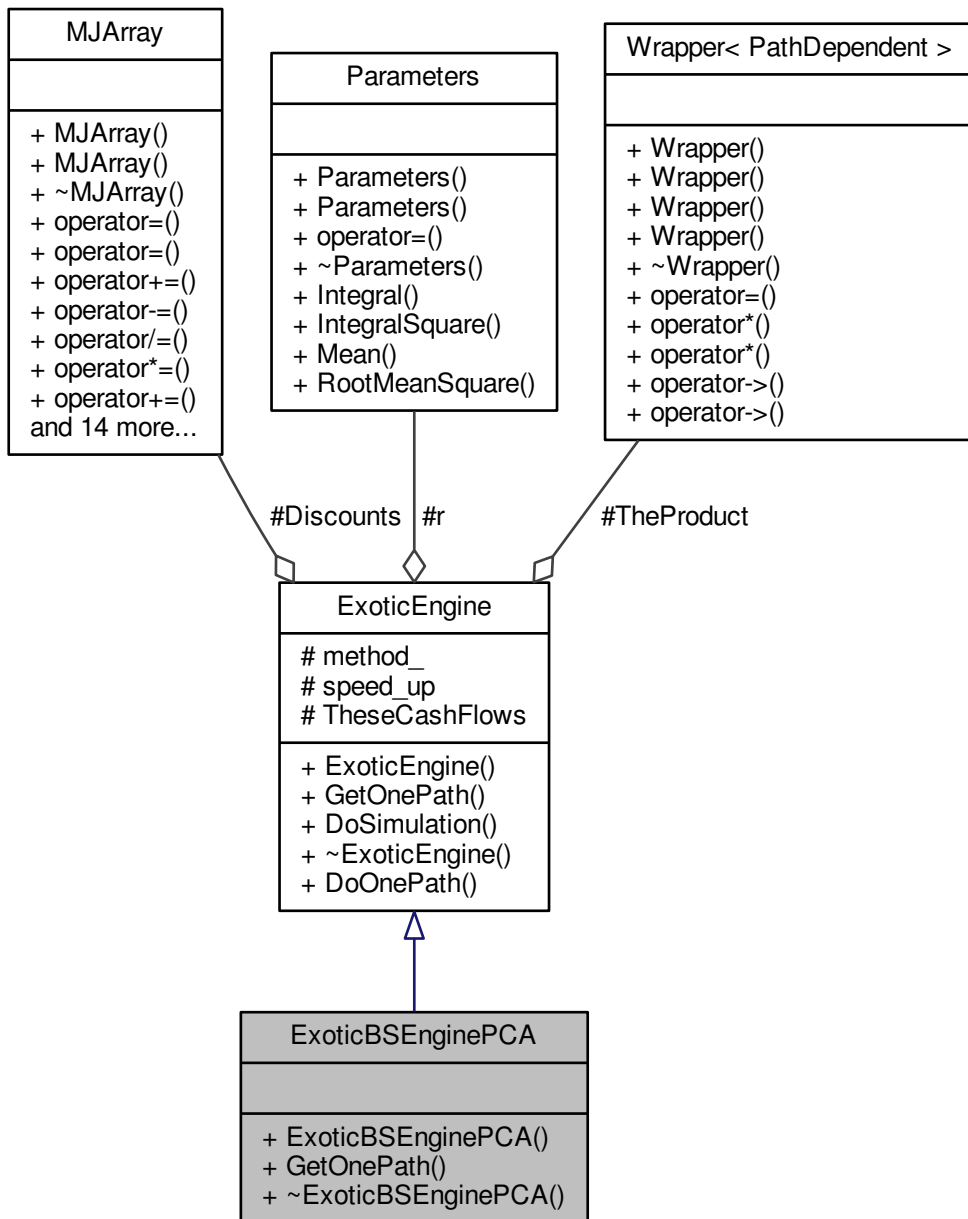 MJArray
+ MJArray()
+ MJArray()
+ ~MJArray()
+ operator=()
+ operator=()
+ operator+=()
+ operator-=()
+ operator/=()
+ operator*=()
+ operator+=()
and 14 more...
Parameters
+ Parameters()
+ Parameters()
+ operator=()
+ ~Parameters()
+ Integral()
+ IntegralSquare()
+ Mean()
+ RootMeanSquare()
Wrapper< PathDependent >
+ Wrapper()
+ Wrapper()
+ Wrapper()
+ Wrapper()
+ ~Wrapper()
+ operator=()
+ operator*()
+ operator*()
+ operator->()
+ operator->()
#Discounts
#r
#TheProduct
ExoticEngine
# method_
# speed_up
# TheseCashFlows
+ ExoticEngine()
+ GetOnePath()
+ DoSimulation()
+ ~ExoticEngine()
+ DoOnePath()
ExoticBSEnginePCA
+ ExoticBSEnginePCA()
+ GetOnePath()
+ ~ExoticBSEnginePCA()